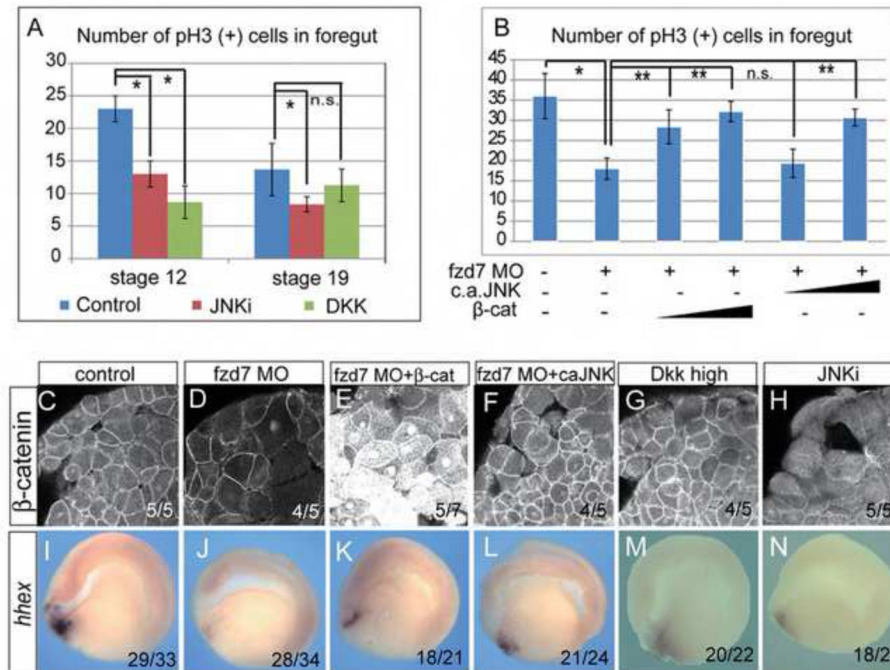 A
Number of pH3 (+) cells in foregut
30
25
20
15
10
5
0
*
*
*
n.s.
stage 12
stage 19
Control
JNKi
DKK
B
Number of pH3 (+) cells in foregut
45
40
35
30
25
20
15
10
5
0
*
**
**
n.s.
**
fzd7 MO - + + + + +
c.a.JNK - - - -
β-cat - - - -
control
fzd7 MO
fzd7 MO+β-cat
fzd7 MO+caJNK
Dkk high
JNKi
β-catenin
C
D
E
F
G
H
5/5
4/5
5/7
4/5
4/5
5/5
hhex
I
J
K
L
M
N
29/33
28/34
18/21
21/24
20/22